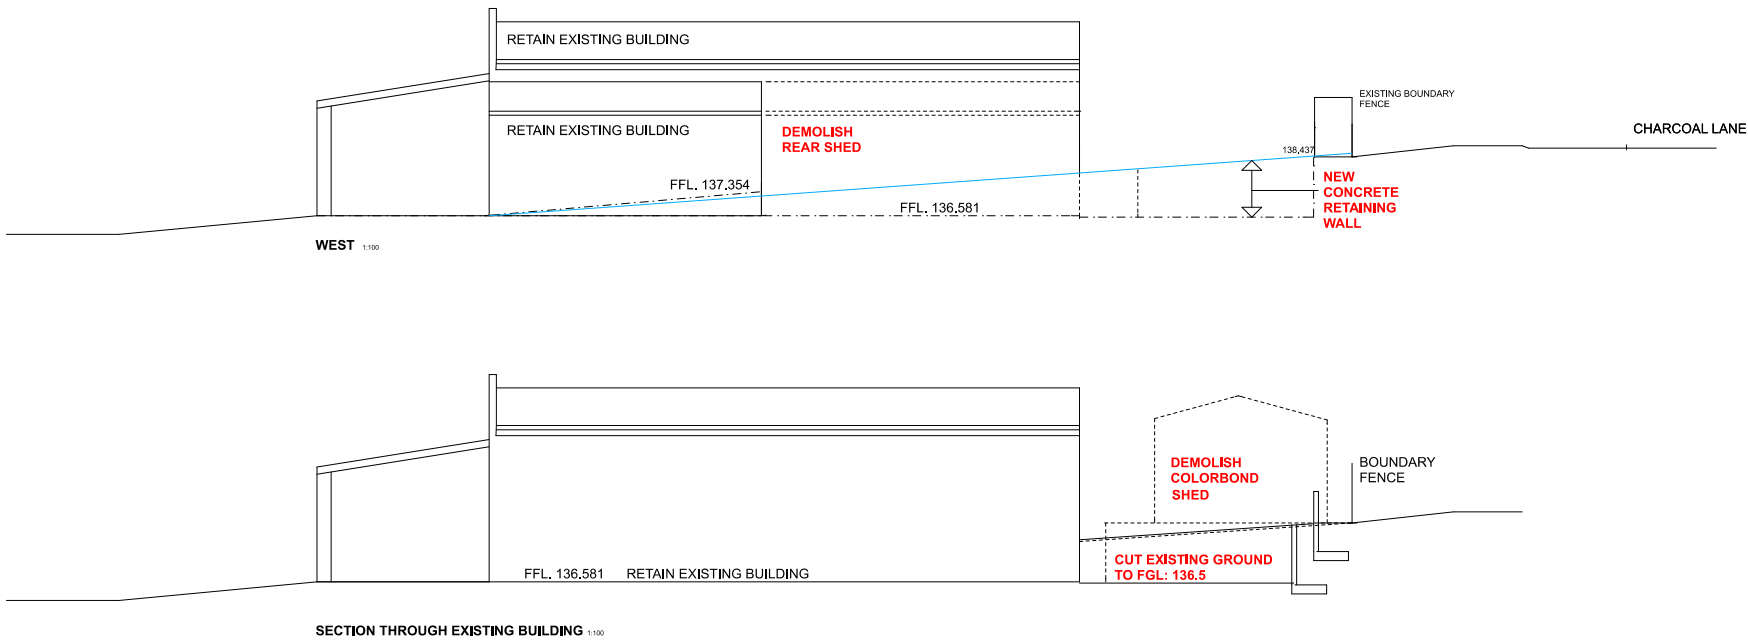 RETAIN EXISTING BUILDING
EXISTING BOUNDARY
FENCE
CHARCOAL LANE
RETAIN EXISTING BUILDING
DEMOLISH
REAR SHED
138,437
FFL. 137.354
NEW
CONCRETE
RETAINING
WALL
FFL. 136.581
WEST 1:100
DEMOLISH
COLORBOND
SHED
BOUNDARY
FENCE
CUT EXISTING GROUND
TO FGL: 136.5
FFL. 136.581 RETAIN EXISTING BUILDING
SECTION THROUGH EXISTING BUILDING 1:100